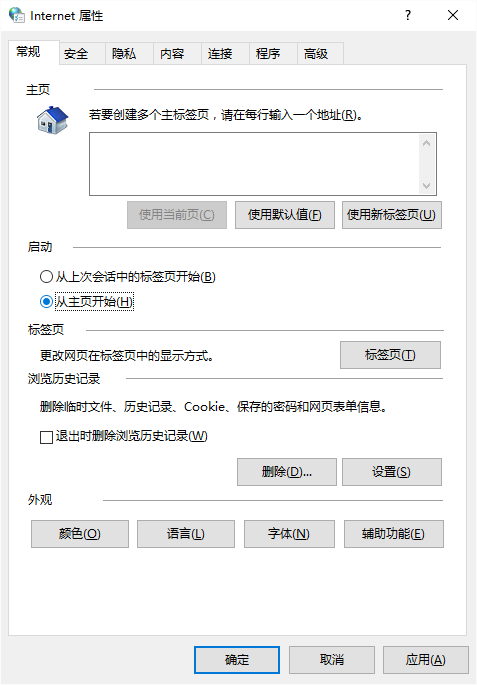 Internet 属性
常规 安全 隐私 内容 连接 程序 高级
主页
若要创建多个主标签页，请在每行输入一个地址(R)。
使用当前页(C) 使用默认值(F) 使用新标签页(U)
启动
从上次会话中的标签页开始(B)
从主页开始(H)
标签页
更改网页在标签页中的显示方式。 标签页(T)
浏览历史记录
删除临时文件、历史记录、Cookie、保存的密码和网页表单信息。
退出时删除浏览历史记录(W)
删除(D)... 设置(S)
外观
颜色(O) 语言(L) 字体(N) 辅助功能(E)
确定 取消 应用(A)